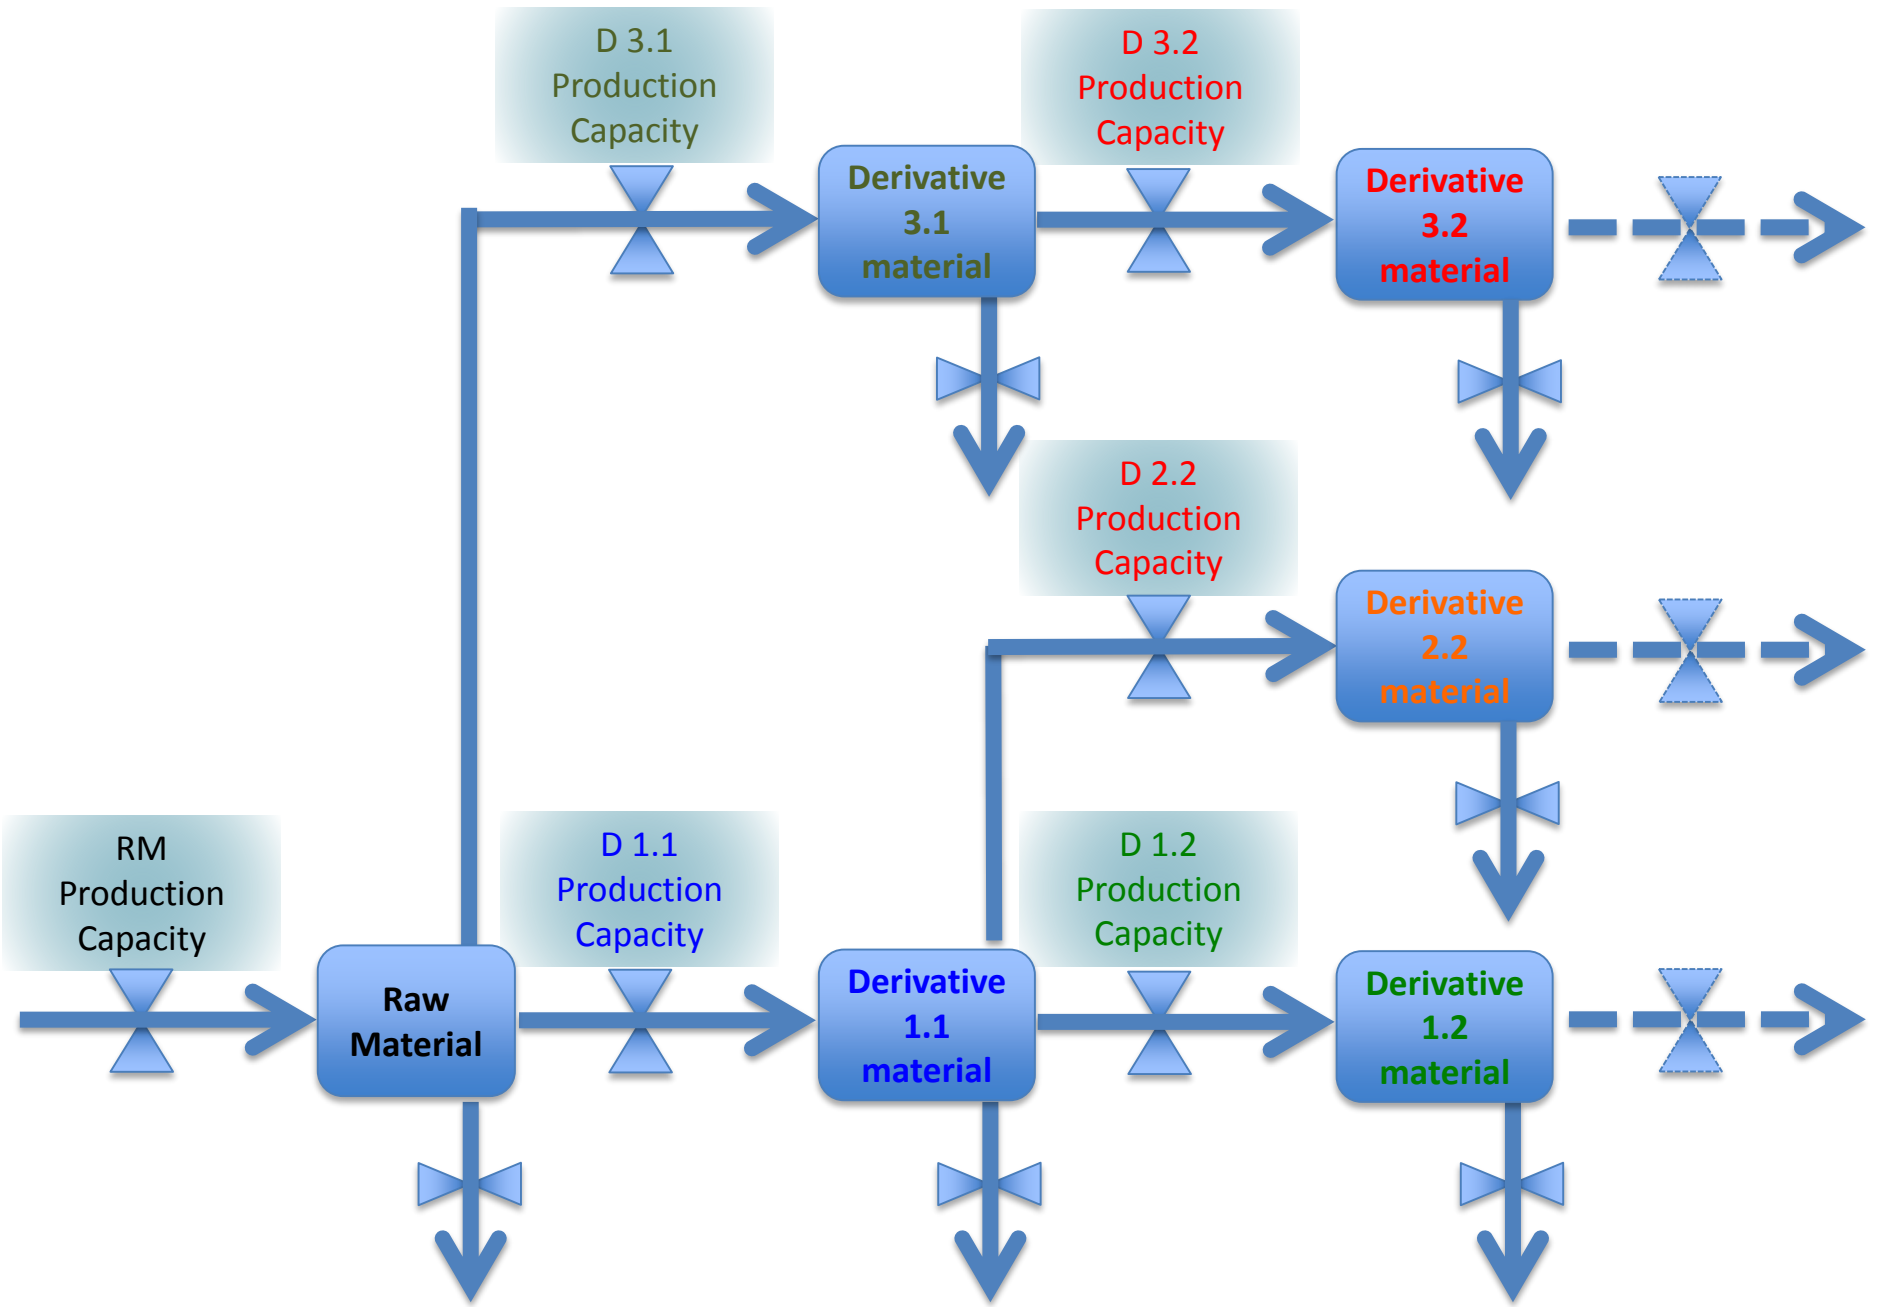 D 3.1
Production
Capacity
D 3.2
Production
Capacity
Derivative
3.1
material
Derivative
3.2
material
D 2.2
Production
Capacity
Derivative
2.2
material
RM
Production
Capacity
D 1.1
Production
Capacity
D 1.2
Production
Capacity
Raw
Material
Derivative
1.1
material
Derivative
1.2
material